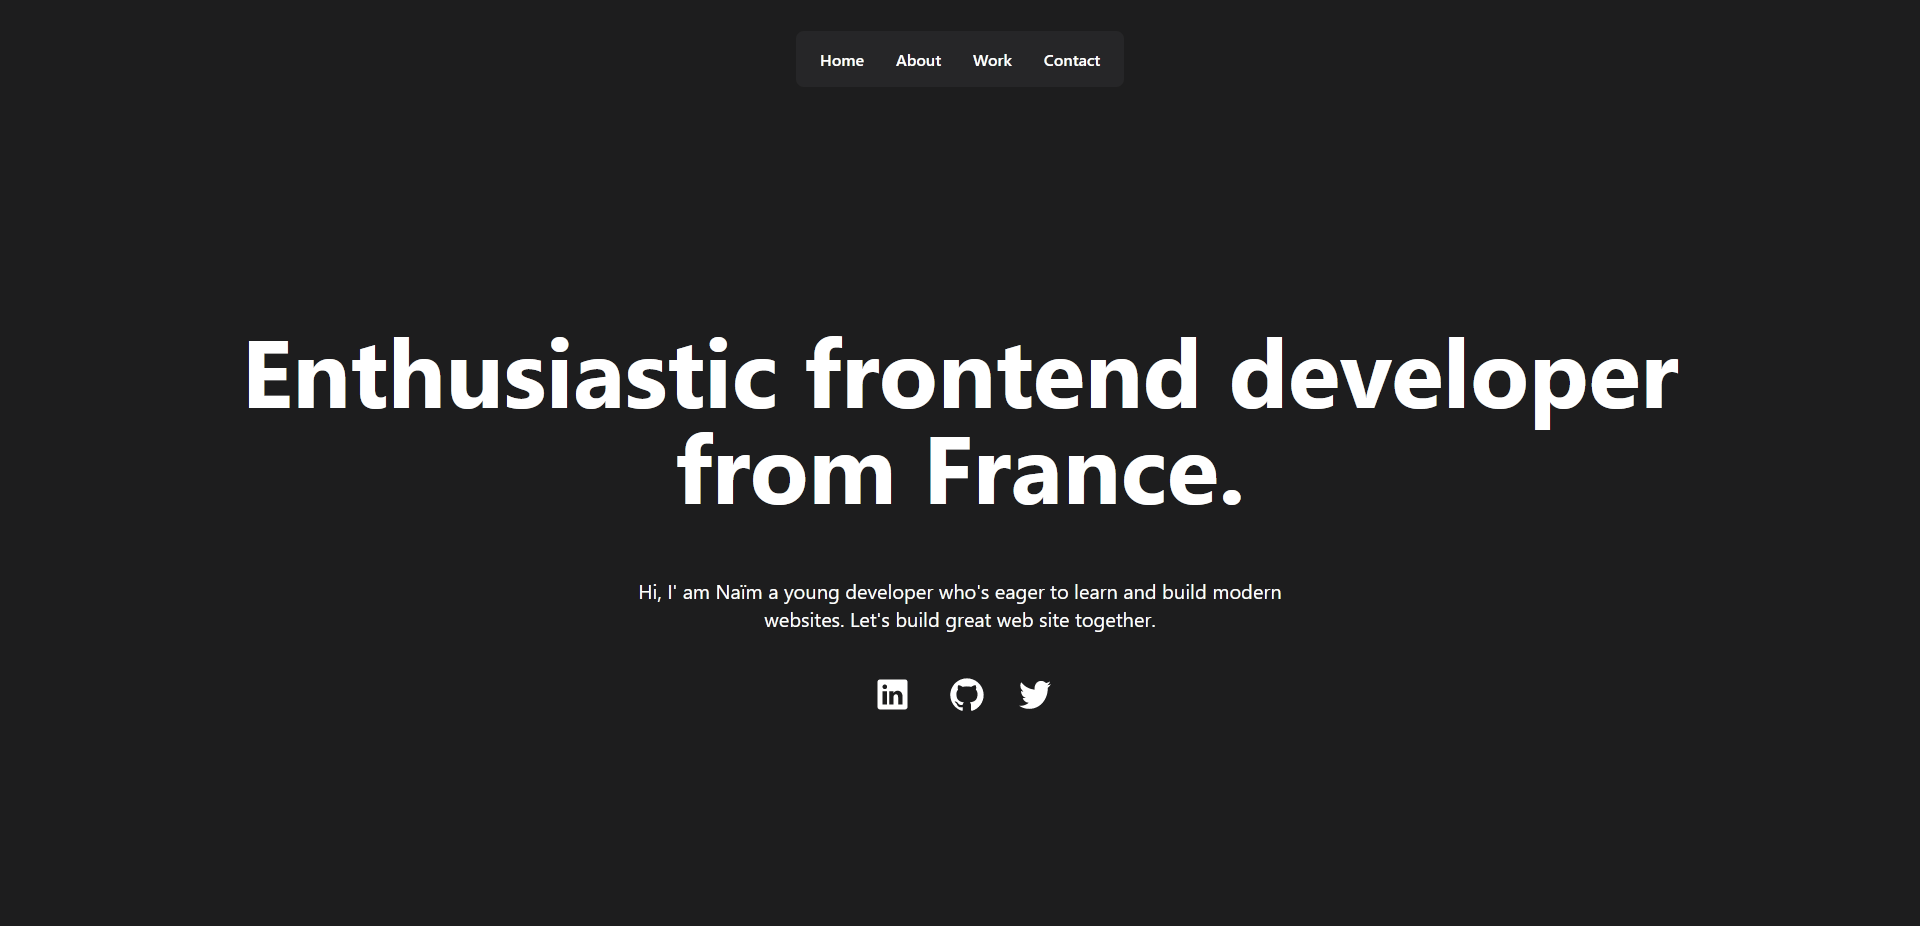 Home About Work Contact
Enthusiastic frontend developer
from France.
Hi, I' am Naïm a young developer who's eager to learn and build modern
websites. Let's build great web site together.
in